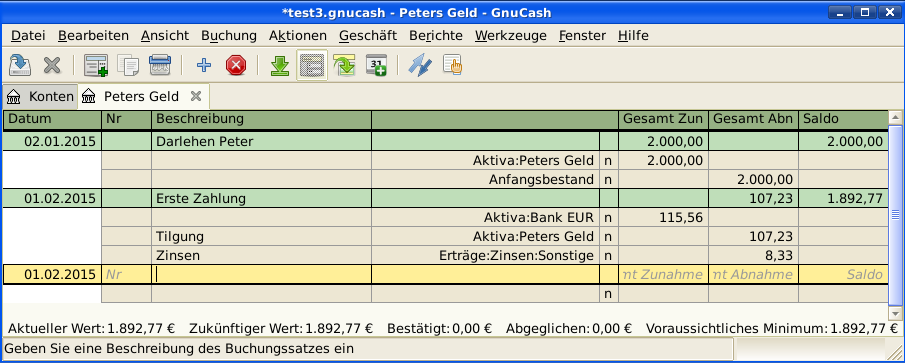 *test3.gnucash - Peters Geld - GnuCash
Datei Bearbeiten Ansicht Buchung Aktionen Geschäft Berichte Werkzeuge Fenster Hilfe
31
Konten Peters Geld
Datum Nr Beschreibung Gesamt Zun Gesamt Abn Saldo
02.01.2015 Darlehen Peter 2.000,00 2.000,00
Aktiva:Peters Geld n 2.000,00
Anfangsbestand n 2.000,00
01.02.2015 Erste Zahlung 107,23 1.892,77
Aktiva:Bank EUR n 115,56
Tilgung Aktiva:Peters Geld n 107,23
Zinsen Erträge:Zinsen:Sonstige n 8,33
01.02.2015 Nr nt Zunahme nt Abnahme Saldo
n
Aktueller Wert: 1.892,77 € Zukünftiger Wert: 1.892,77 € Bestätigt: 0,00 € Abgeglichen: 0,00 € Voraussichtliches Minimum: 1.892,77 €
Geben Sie eine Beschreibung des Buchungssatzes ein